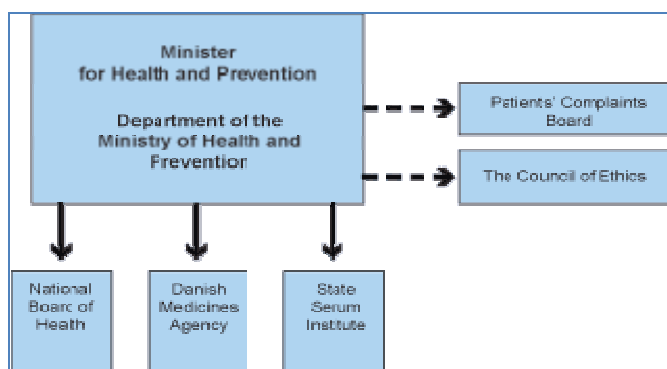 Minister
for Health and Prevention
Department of the
Ministry of Health and
Prevention
Patients' Complaints
Board
The Council of Ethics
National
Board of
Health
Danish
Medicines
Agency
State
Serum
Institute